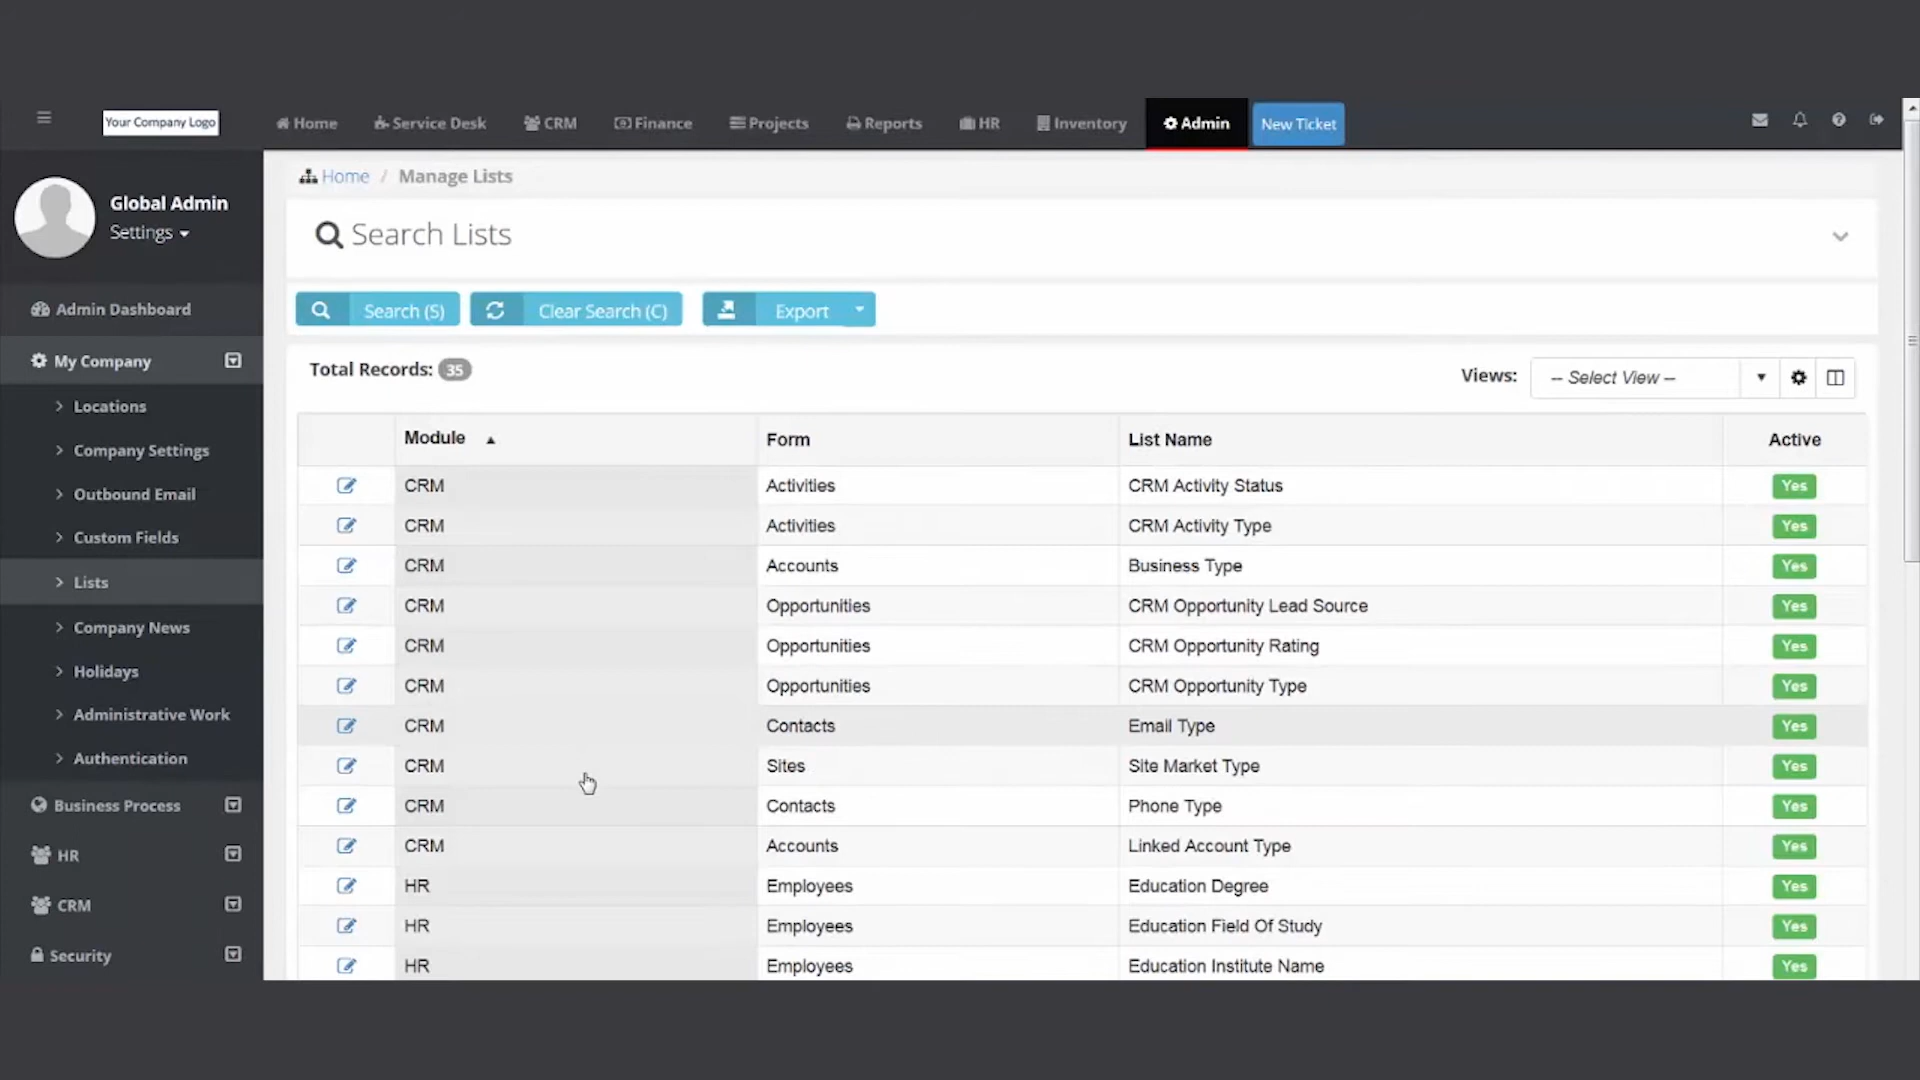 Your Company Logo
Home Service Desk CRM Finance Projects Reports HR Inventory Admin New Ticket
Global Admin
Settings
Admin Dashboard
My Company
Locations
Company Settings
Outbound Email
Custom Fields
Lists
Company News
Holidays
Administrative Work
Authentication
Business Process
HR
CRM
Security
Home / Manage Lists
Search Lists
Search (S) Clear Search (C) Export
Total Records: 35
Views: -- Select View --
Module Form List Name Active
CRM Activities CRM Activity Status Yes
CRM Activities CRM Activity Type Yes
CRM Accounts Business Type Yes
CRM Opportunities CRM Opportunity Lead Source Yes
CRM Opportunities CRM Opportunity Rating Yes
CRM Opportunities CRM Opportunity Type Yes
CRM Contacts Email Type Yes
CRM Sites Site Market Type Yes
CRM Contacts Phone Type Yes
CRM Accounts Linked Account Type Yes
HR Employees Education Degree Yes
HR Employees Education Field Of Study Yes
HR Employees Education Institute Name Yes